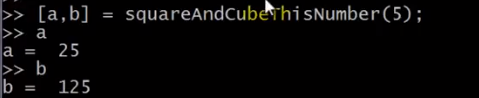 >> [a,b] = squareAndCubeThisNumber(5);
>> a
a =  25
>> b
b =  125